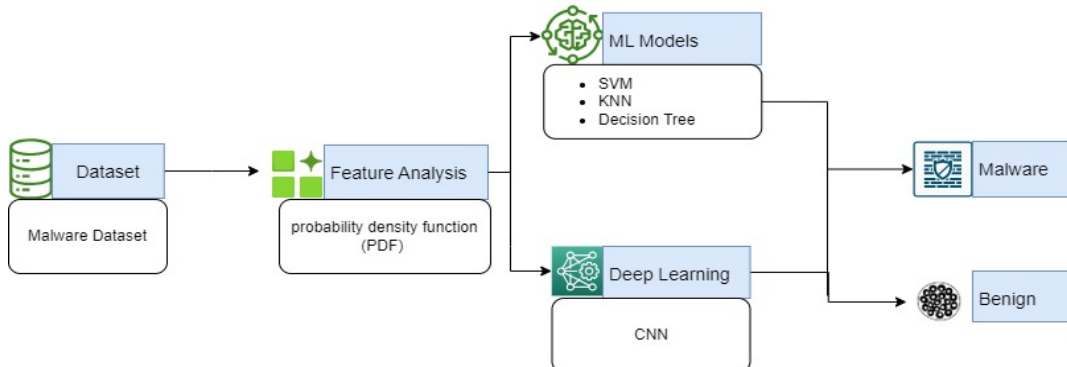 Dataset
Malware Dataset
Feature Analysis
probability density function
(PDF)
ML Models
SVM
KNN
Decision Tree
Deep Learning
CNN
Malware
Benign